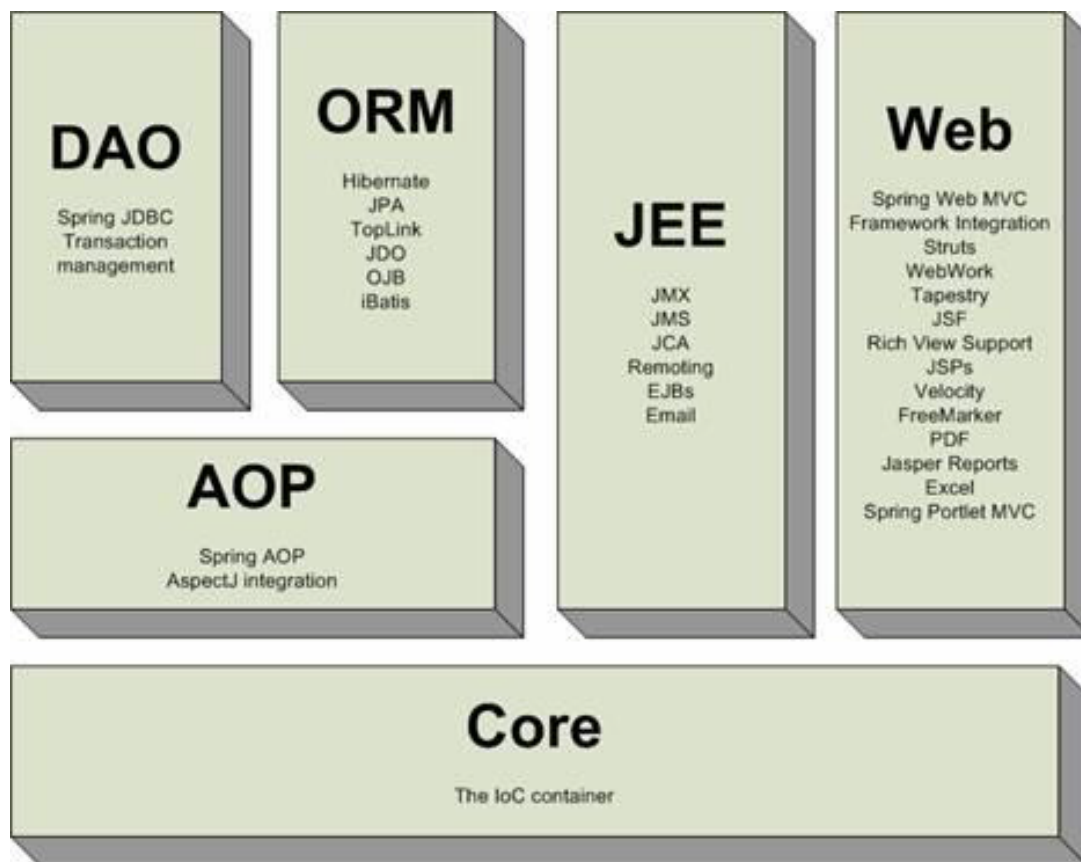 DAO
Spring JDBC
Transaction
management
ORM
Hibernate
JPA
TopLink
JDO
OJB
iBatis
JEE
JMX
JMS
JCA
Remoting
EJBs
Email
Web
Spring Web MVC
Framework Integration
Struts
WebWork
Tapestry
JSF
Rich View Support
JSPs
Velocity
FreeMarker
PDF
Jasper Reports
Excel
Spring Portlet MVC
AOP
Spring AOP
AspectJ integration
Core
The IoC container